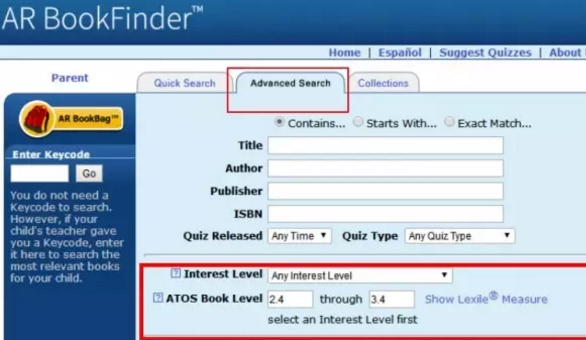 AR BookFinder™
Home | Español | Suggest Quizzes | About
Parent
Quick Search
Advanced Search
Collections
AR BookBag™
Enter Keycode
Go
You do not need a
Keycode to search.
However, if your
child's teacher gave
you a Keycode, enter
it here to search the
most relevant books
for your child.
Contains... Starts With... Exact Match...
Title
Author
Publisher
ISBN
Quiz Released Any Time Quiz Type Any Quiz Type
? Interest Level Any Interest Level
? ATOS Book Level 2.4 through 3.4 Show Lexile® Measure
select an Interest Level first